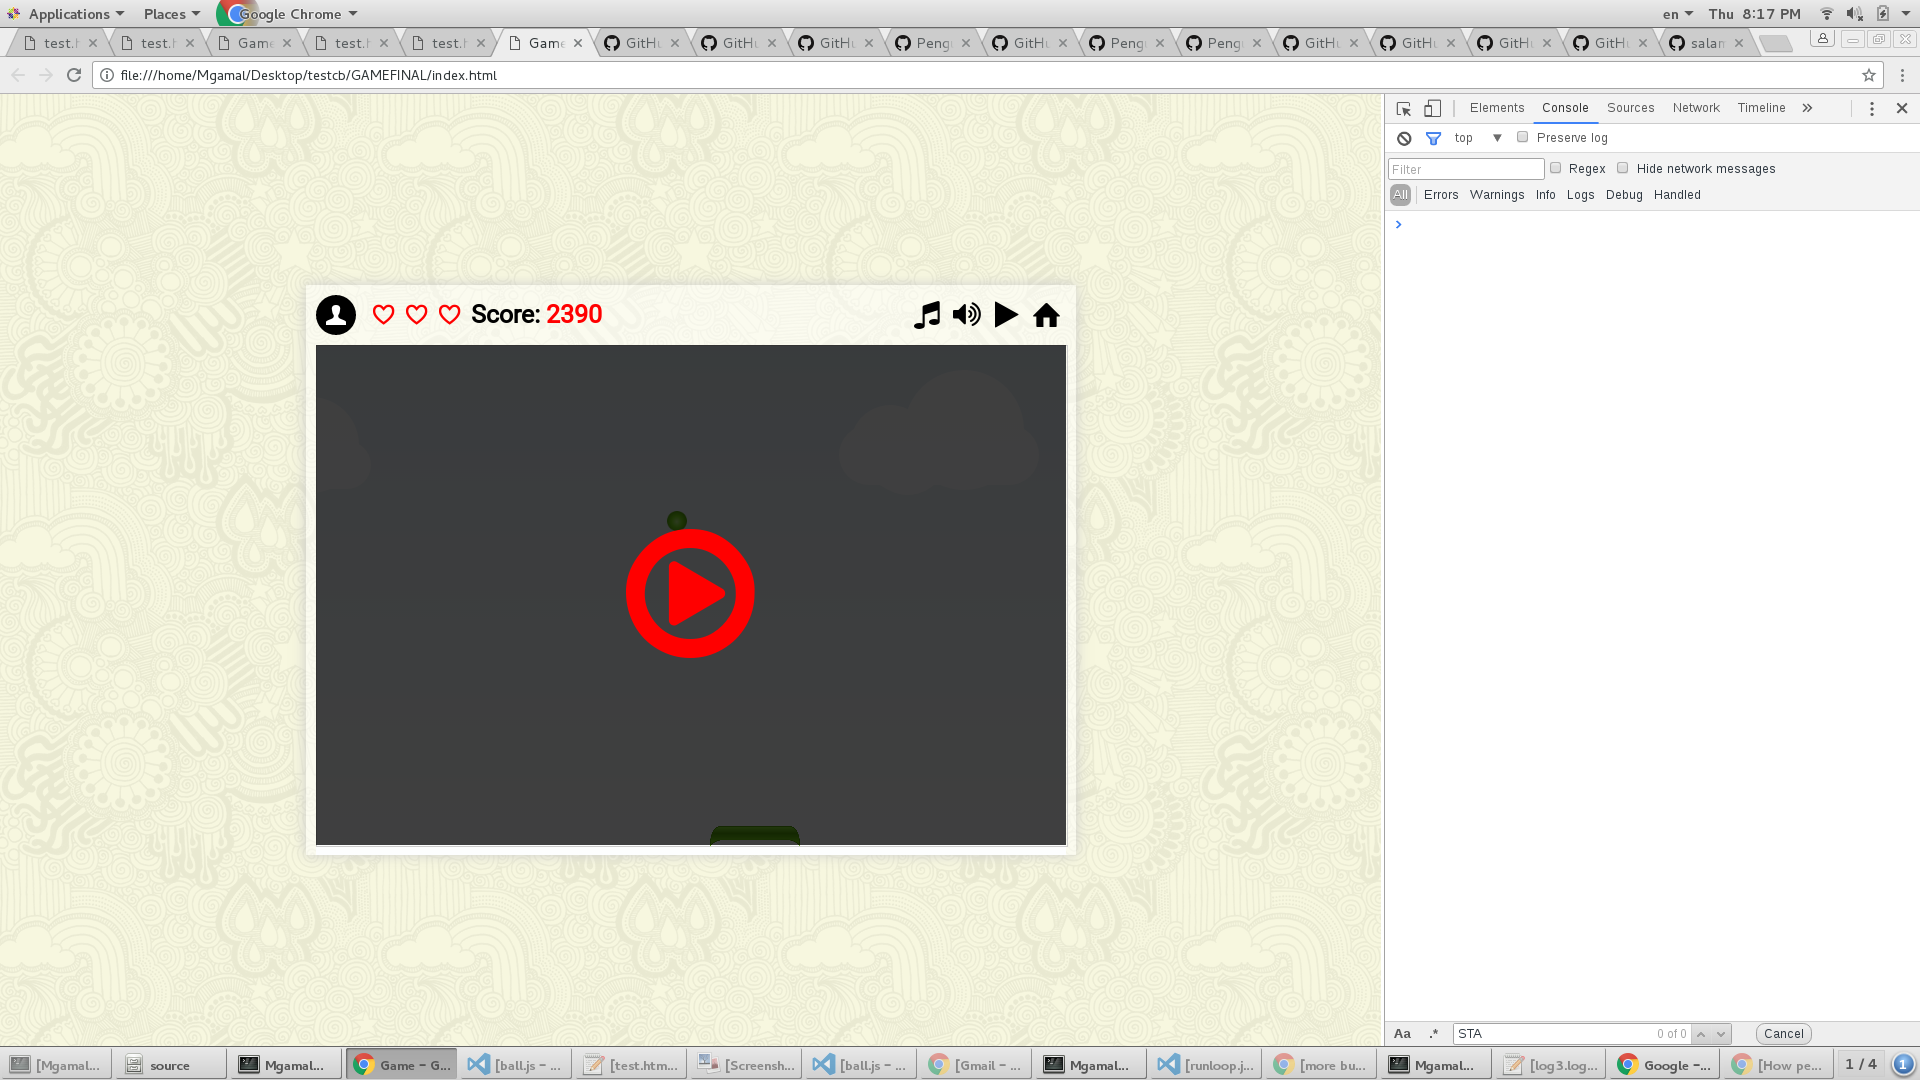 Applications Places Google Chrome en Thu 8:17 PM
test.h test.h Game test.h test.h Game GitHu GitHu GitHu Pengu GitHu Pengu Pengu GitHu GitHu GitHu GitHu salam
file:///home/Mgamal/Desktop/testcb/GAMEFINAL/index.html
Elements Console Sources Network Timeline
top Preserve log
Filter Regex Hide network messages
All Errors Warnings Info Logs Debug Handled
Score: 2390
Aa .* STA 0 of 0 Cancel
[Mgamal... source Mgamal... Game – G... [ball.js – ... [test.htm... [Screensh... [ball.js – ... [Gmail – ... Mgamal... [runloop.j... [more bu... Mgamal... [log3.log... Google –... [How pe... 1 / 4 1